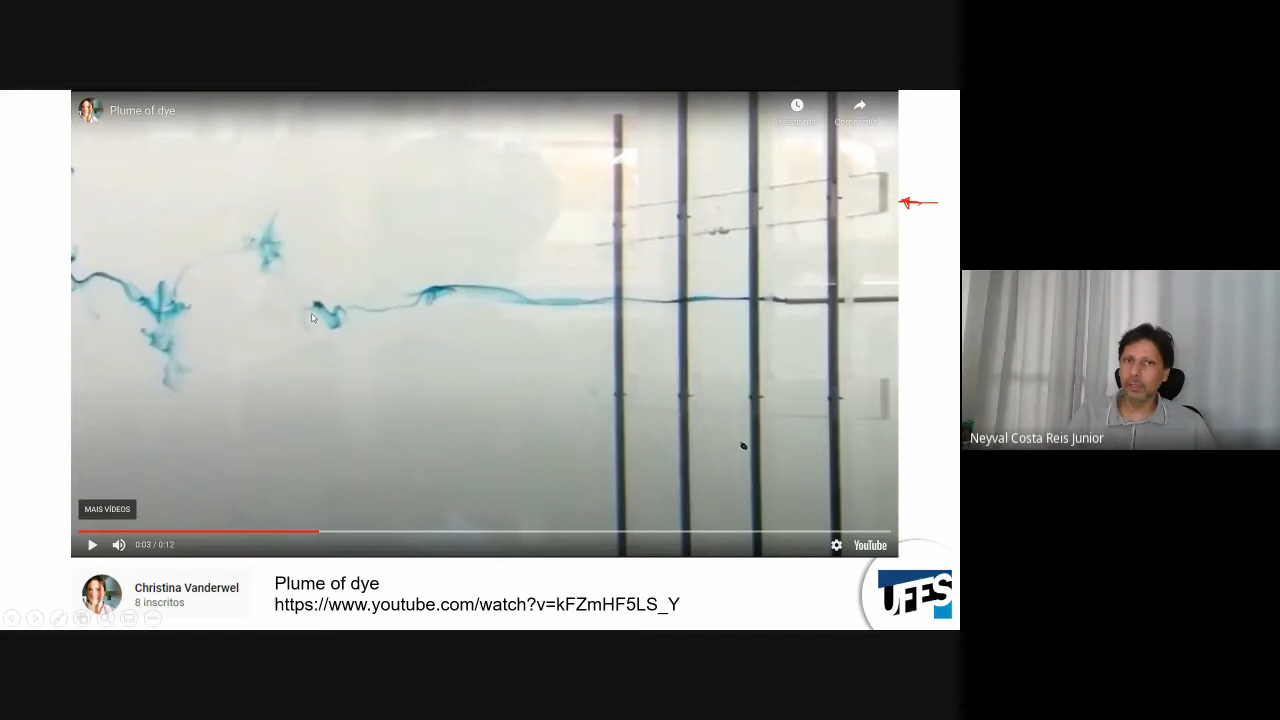 Plume of dye
Compartilh
Neyval Costa Reis Junior
MAIS VÍDEOS
0:03 / 0:12
YouTube
Christina Vanderwel
8 inscritos
Plume of dye
https://www.youtube.com/watch?v=kFZmHF5LS_Y
UFES